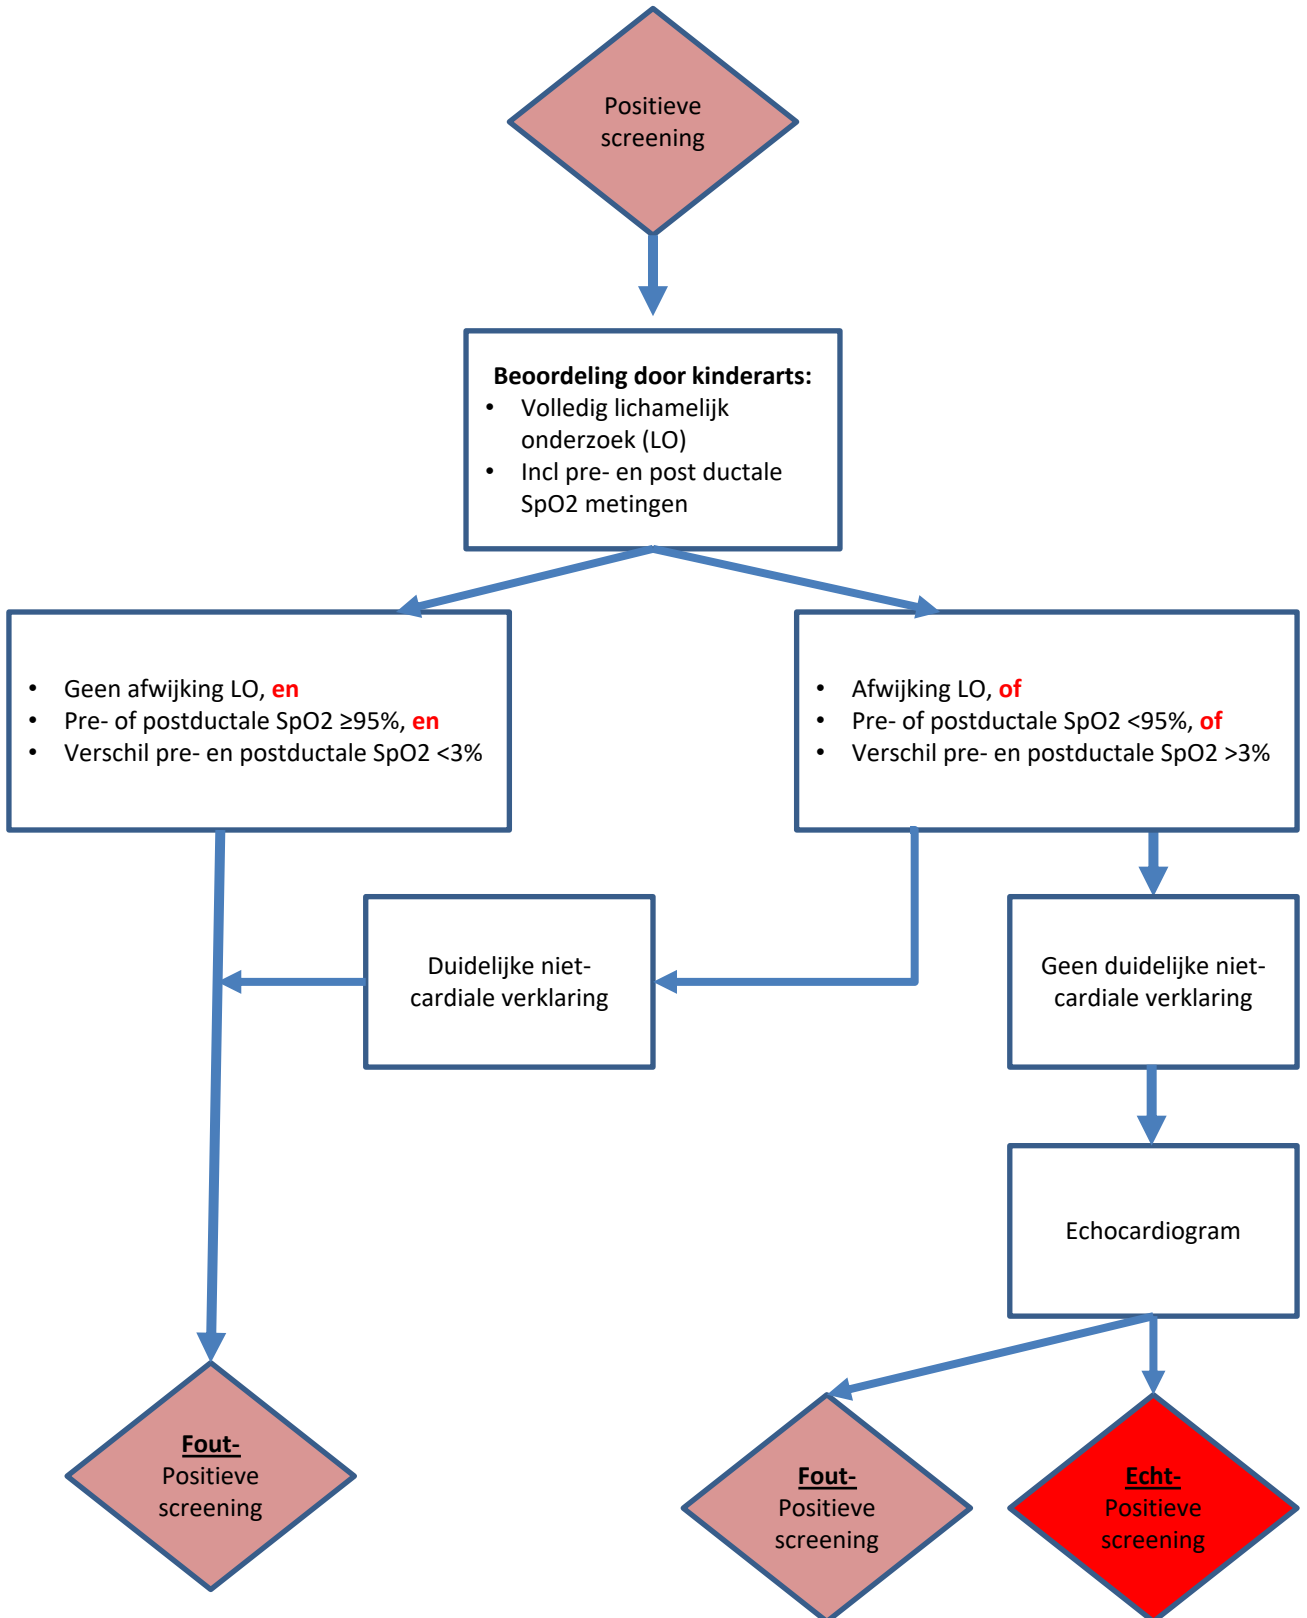 Positieve
screening
Beoordeling door kinderarts:
• Volledig lichamelijk
onderzoek (LO)
• Incl pre- en post ductale
SpO2 metingen
• Geen afwijking LO, en
• Pre- of postductale SpO2 ≥95%, en
• Verschil pre- en postductale SpO2 <3%
• Afwijking LO, of
• Pre- of postductale SpO2 <95%, of
• Verschil pre- en postductale SpO2 >3%
Duidelijke niet-
cardiale verklaring
Geen duidelijke niet-
cardiale verklaring
Echocardiogram
Fout-
Positieve
screening
Fout-
Positieve
screening
Echt-
Positieve
screening